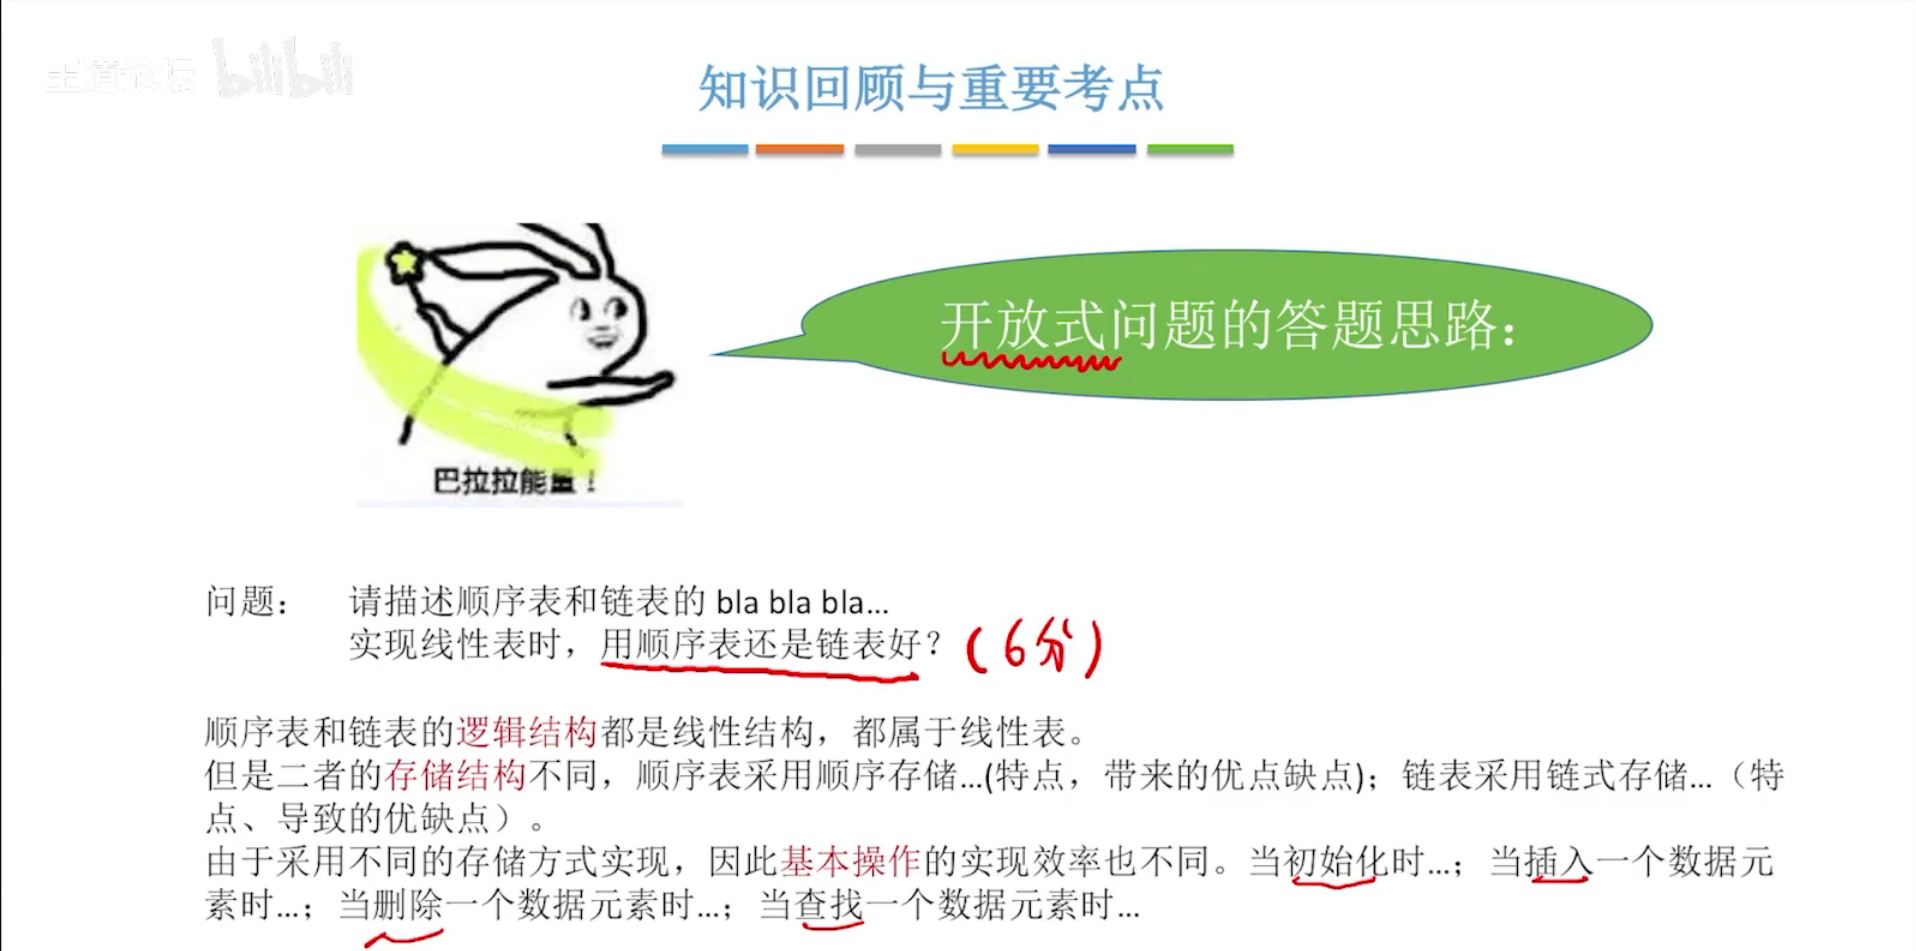 王道论坛 bilibili
知识回顾与重要考点
开放式问题的答题思路：
巴拉拉能量！
问题： 请描述顺序表和链表的 bla bla bla...
实现线性表时，用顺序表还是链表好？ (6分)
顺序表和链表的逻辑结构都是线性结构，都属于线性表。
但是二者的存储结构不同，顺序表采用顺序存储...(特点，带来的优点缺点)；链表采用链式存储...（特
点、导致的优缺点）。
由于采用不同的存储方式实现，因此基本操作的实现效率也不同。当初始化时...；当插入一个数据元
素时...；当删除一个数据元素时...；当查找一个数据元素时...